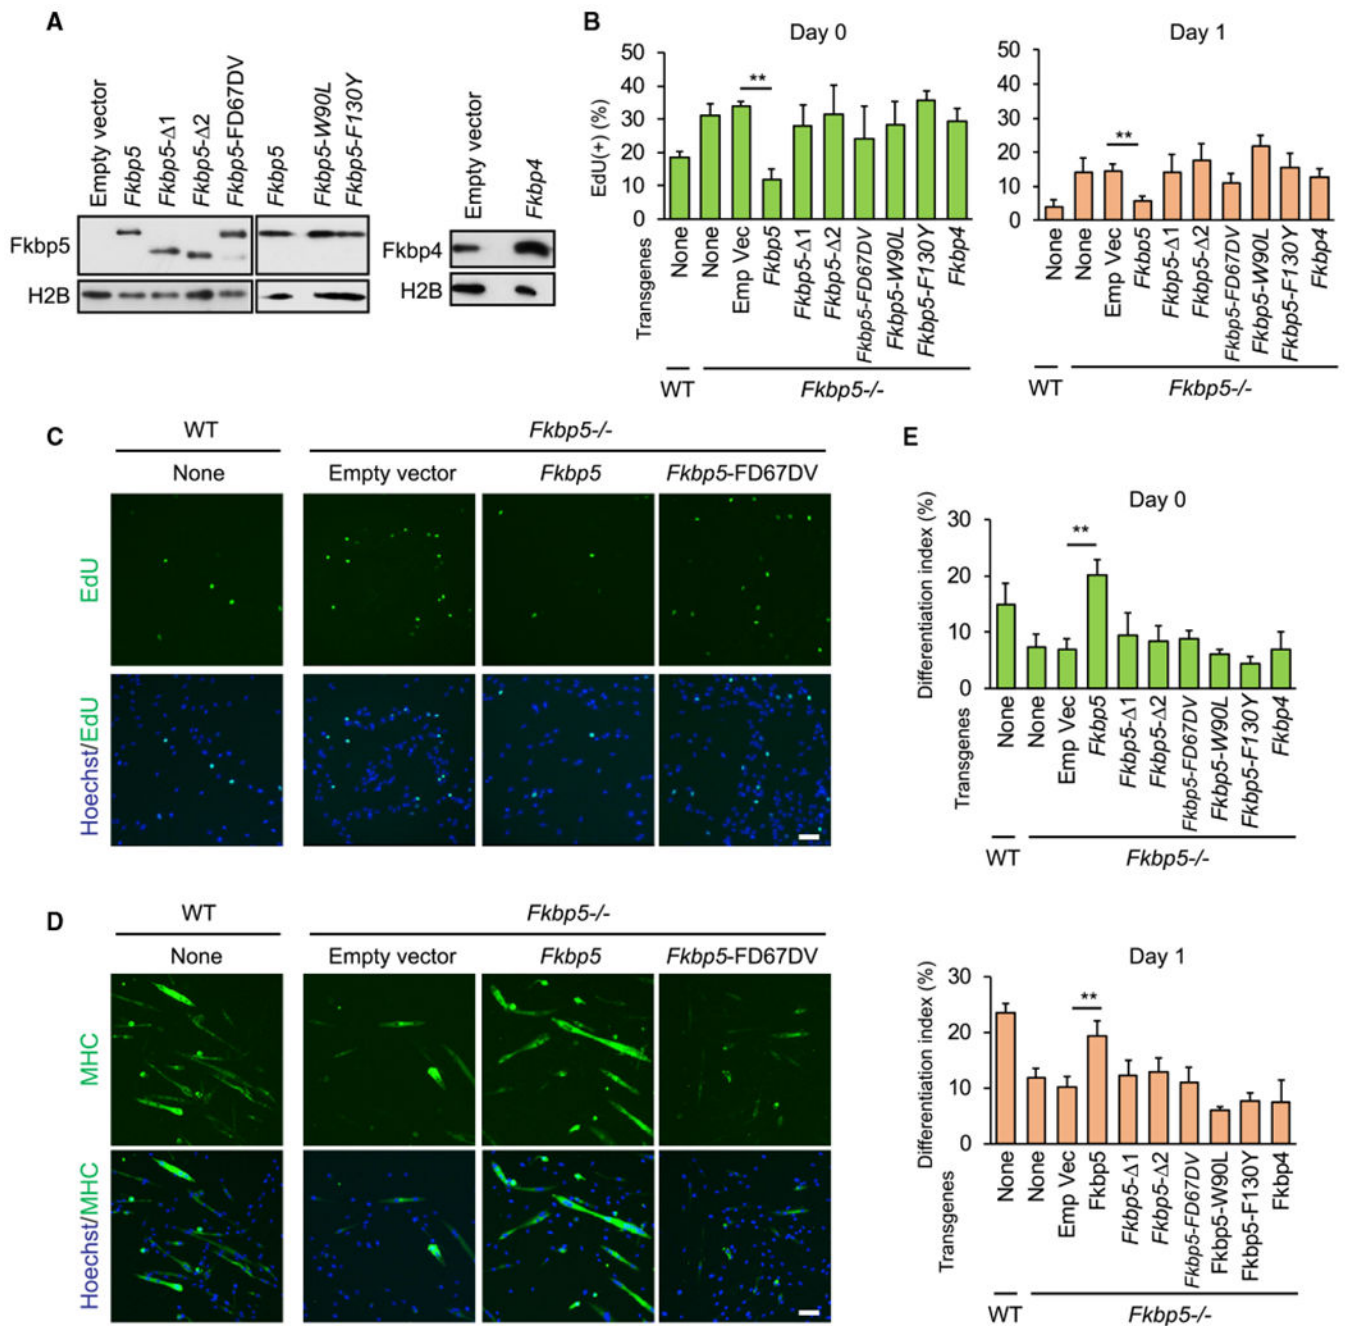 A
Empty vector
Fkbp5
Fkbp5-Δ1
Fkbp5-Δ2
Fkbp5-FD67DV
Fkbp5
Fkbp5-W90L
Fkbp5-F130Y
Fkbp5
H2B
Empty vector
Fkbp4
Fkbp4
H2B
B
Day 0
EdU(+) (%)
50
40
30
20
10
0
**
Transgenes
None
None
Emp Vec
Fkbp5
Fkbp5-Δ1
Fkbp5-Δ2
Fkbp5-FD67DV
Fkbp5-W90L
Fkbp5-F130Y
Fkbp4
WT
Fkbp5-/-
Day 1
50
40
30
20
10
0
**
None
None
Emp Vec
Fkbp5
Fkbp5-Δ1
Fkbp5-Δ2
Fkbp5-FD67DV
Fkbp5-W90L
Fkbp5-F130Y
Fkbp4
WT
Fkbp5-/-
C
WT
Fkbp5-/-
None
Empty vector
Fkbp5
Fkbp5-FD67DV
EdU
Hoechst/EdU
D
WT
Fkbp5-/-
None
Empty vector
Fkbp5
Fkbp5-FD67DV
MHC
Hoechst/MHC
E
Day 0
Differentiation index (%)
30
20
10
0
**
Transgenes
None
None
Emp Vec
Fkbp5
Fkbp5-Δ1
Fkbp5-Δ2
Fkbp5-FD67DV
Fkbp5-W90L
Fkbp5-F130Y
Fkbp4
WT
Fkbp5-/-
Day 1
Differentiation index (%)
30
20
10
0
**
Transgenes
None
None
Emp Vec
Fkbp5
Fkbp5-Δ1
Fkbp5-Δ2
Fkbp5-FD67DV
Fkbp5-W90L
Fkbp5-F130Y
Fkbp4
WT
Fkbp5-/-